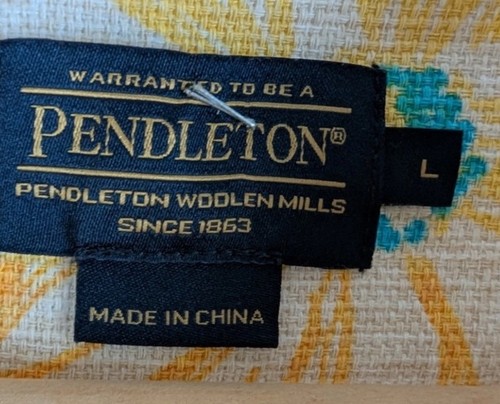 WARRANTED TO BE A
PENDLETON®
PENDLETON WOOLEN MILLS
SINCE 1863
L
MADE IN CHINA